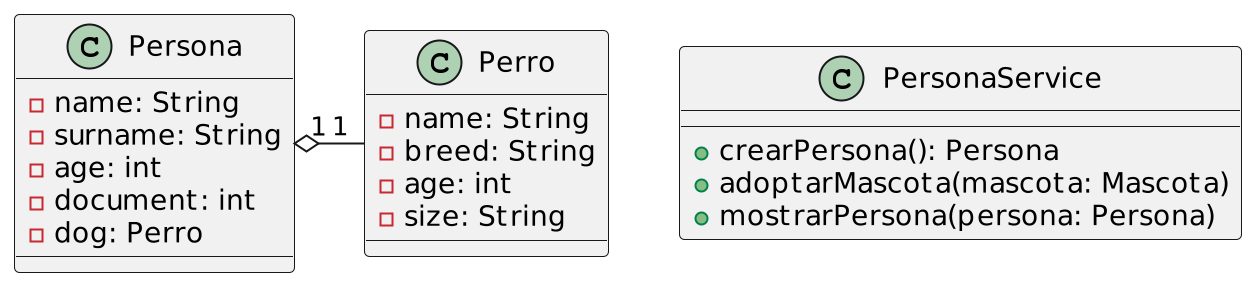 C Persona
name: String
surname: String
age: int
document: int
dog: Perro
1 1
C Perro
name: String
breed: String
age: int
size: String
C PersonaService
crearPersona(): Persona
adoptarMascota(mascota: Mascota)
mostrarPersona(persona: Persona)